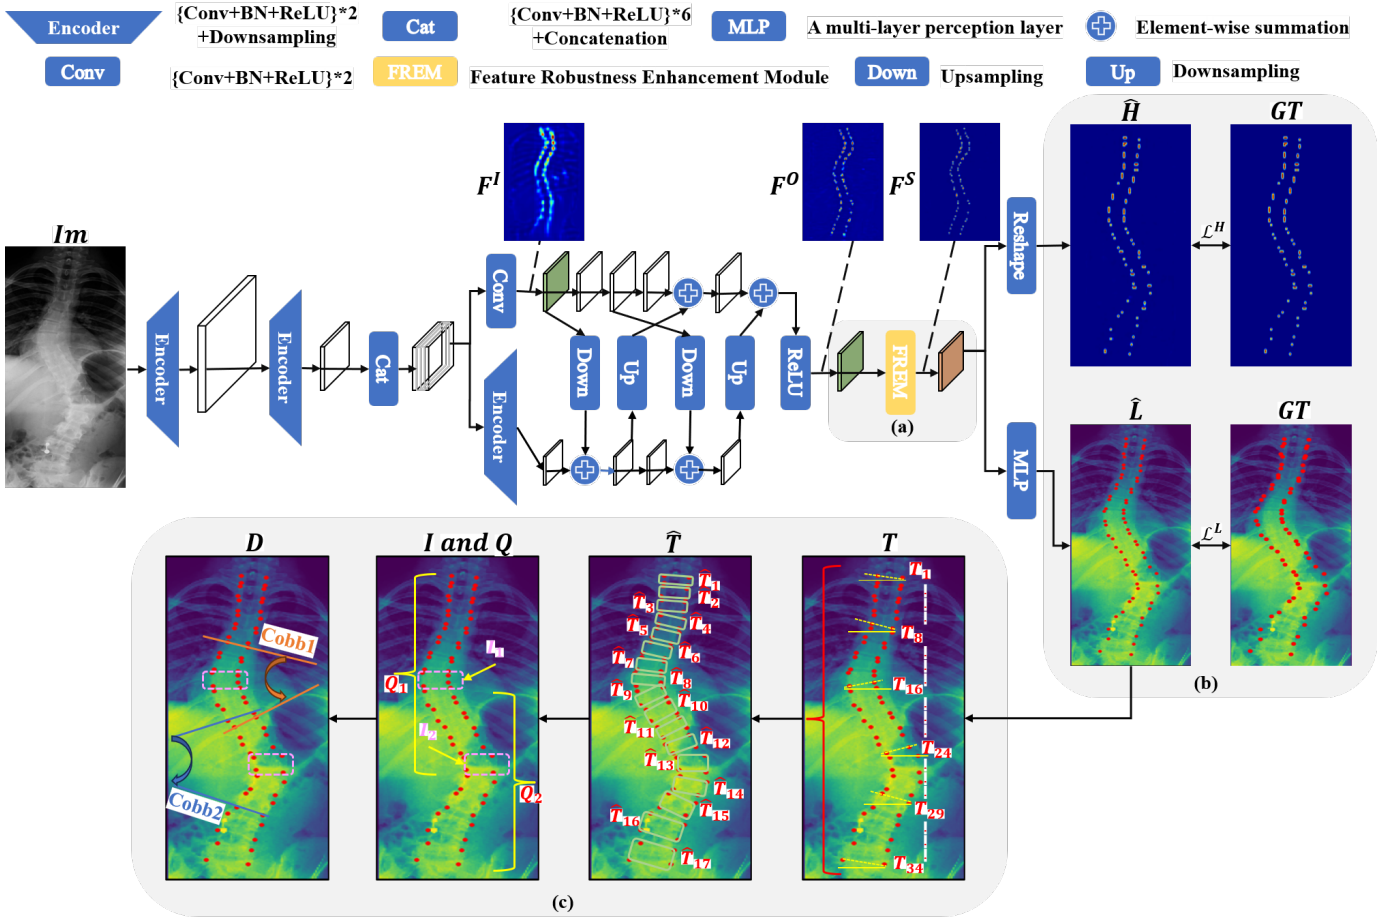 Encoder
{Conv+BN+ReLU}*2
+Downsampling
Cat
{Conv+BN+ReLU}*6
+Concatenation
MLP
A multi-layer perception layer
Element-wise summation
Conv
{Conv+BN+ReLU}*2
FREM
Feature Robustness Enhancement Module
Down
Upsampling
Up
Downsampling
Ĥ
GT
F^I
F^O
F^S
Im
Encoder
Encoder
Cat
Conv
Encoder
Down
Up
Down
Up
ReLU
FREM
(a)
Reshape
MLP
ℒ^H
L̂
GT
ℒ^L
(b)
D
I and Q
T̂
T
Cobb1
Cobb2
Q₁
I₁
I₂
Q₂
T̂₁
T̂₂
T̂₃
T̂₄
T̂₅
T̂₆
T̂₇
T̂₈
T̂₉
T̂₁₀
T̂₁₁
T̂₁₂
T̂₁₃
T̂₁₄
T̂₁₅
T̂₁₆
T̂₁₇
T₁
T₈
T₁₆
T₂₄
T₂₉
T₃₄
(c)